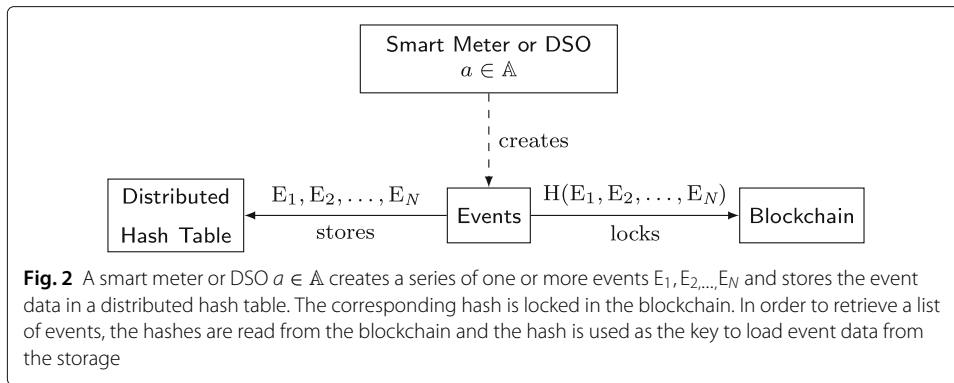 Smart Meter or DSO
a ∈ 𝔸
creates
Distributed
Hash Table
E₁, E₂, . . . , E_N
stores
Events
H(E₁, E₂, . . . , E_N)
locks
Blockchain
Fig. 2 A smart meter or DSO a ∈ 𝔸 creates a series of one or more events E₁, E₂,...,E_N and stores the event
data in a distributed hash table. The corresponding hash is locked in the blockchain. In order to retrieve a list
of events, the hashes are read from the blockchain and the hash is used as the key to load event data from
the storage